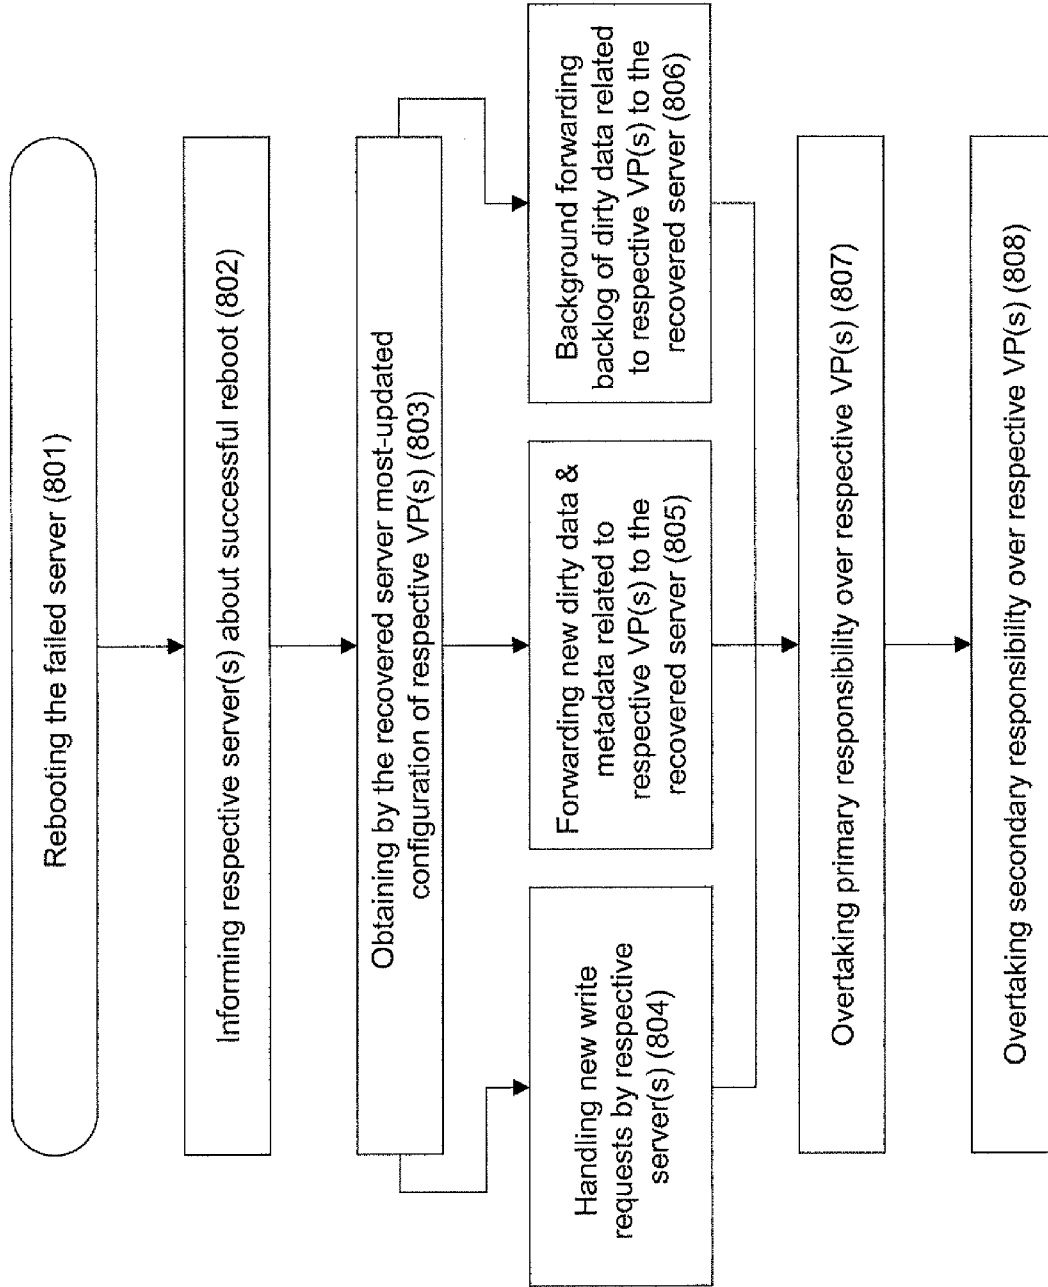 Rebooting the failed server (801)
Informing respective server(s) about successful reboot (802)
Obtaining by the recovered server most-updated
configuration of respective VP(s) (803)
Handling new write
requests by respective
server(s) (804)
Forwarding new dirty data &
metadata related to
respective VP(s) to the
recovered server (805)
Background forwarding
backlog of dirty data related
to respective VP(s) to the
recovered server (806)
Overtaking primary responsibility over respective VP(s) (807)
Overtaking secondary responsibility over respective VP(s) (808)